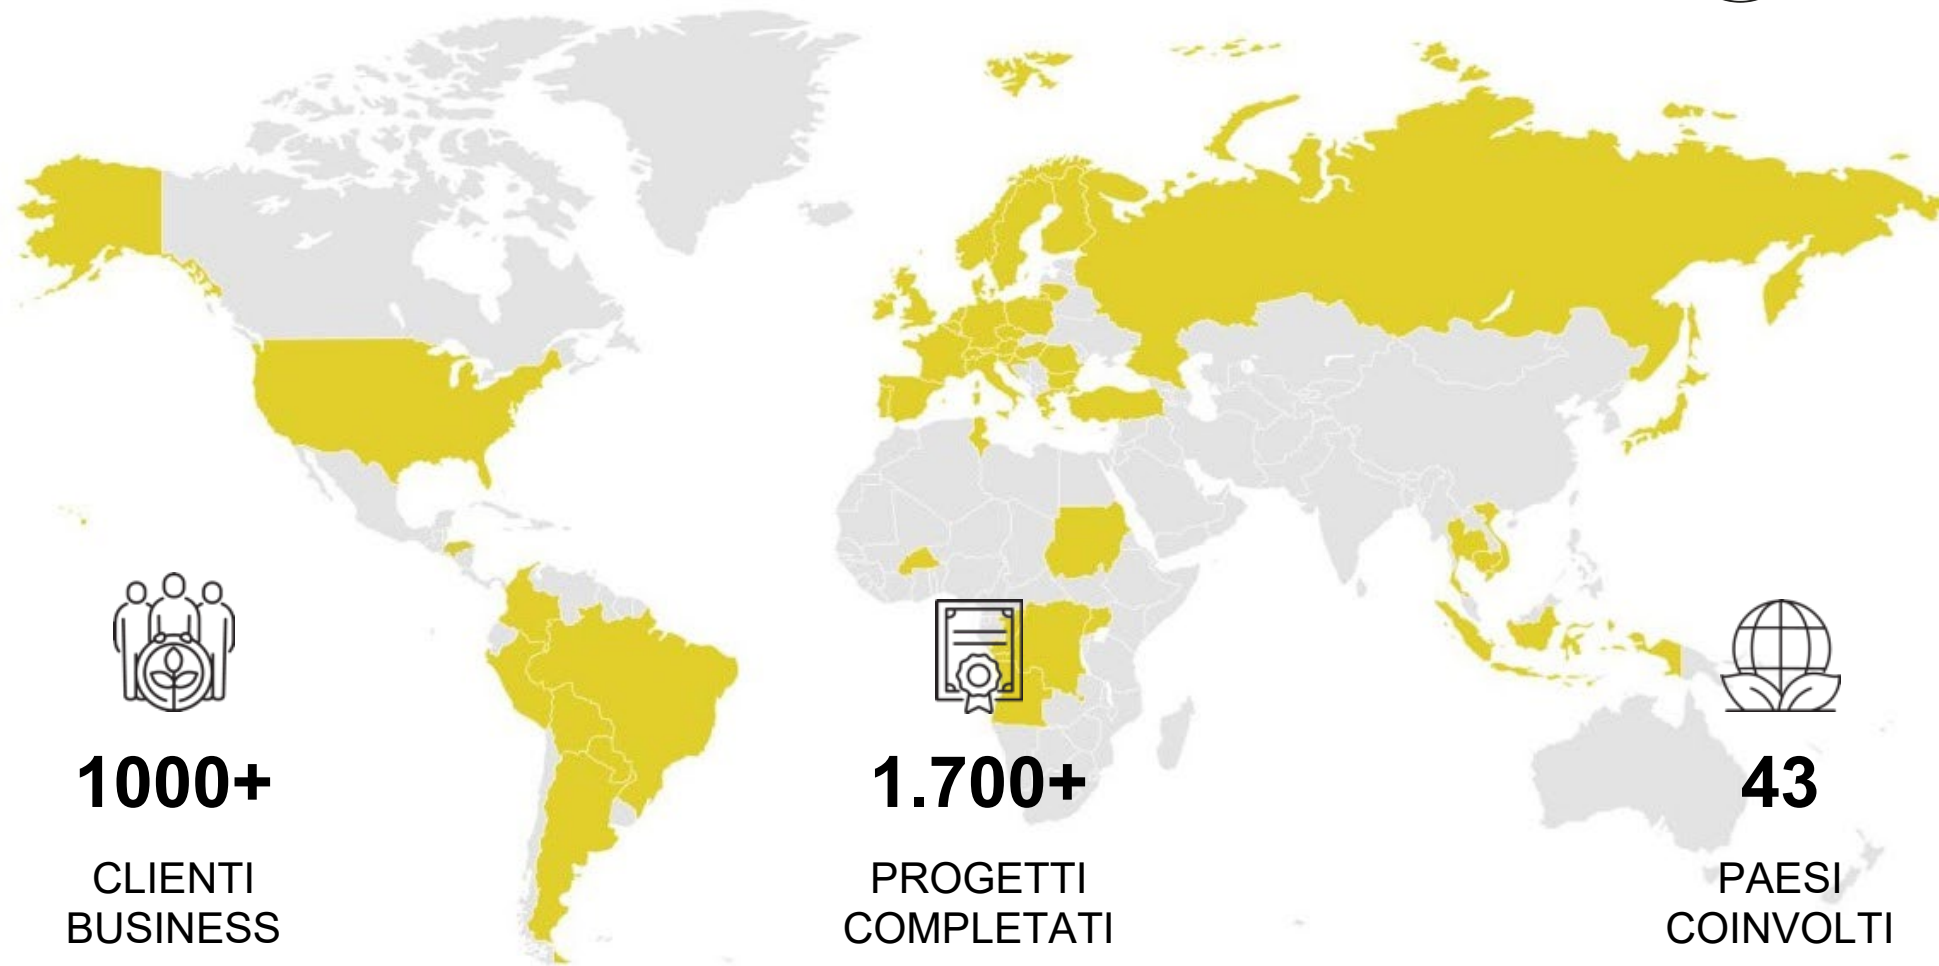 1000+
CLIENTI
BUSINESS
1.700+
PROGETTI
COMPLETATI
43
PAESI
COINVOLTI